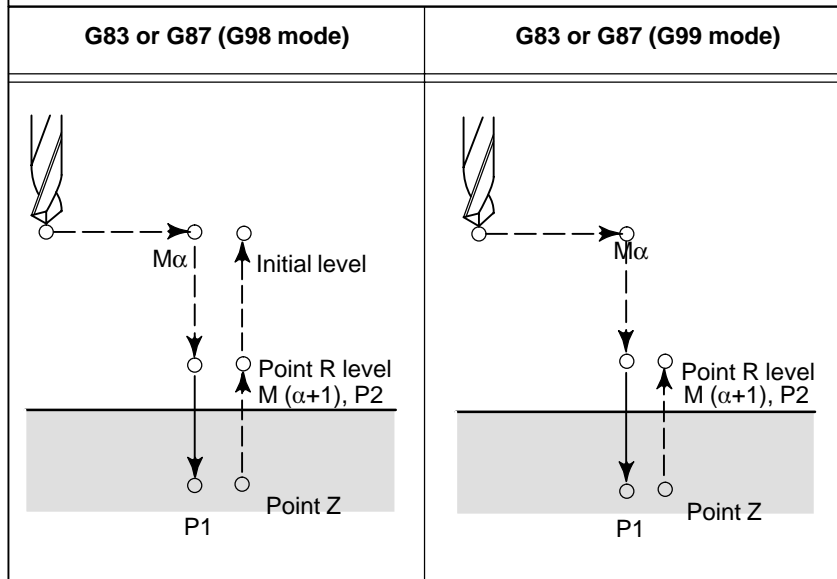 G83 or G87 (G98 mode)
G83 or G87 (G99 mode)
Mα
Initial level
Point R level
M (α+1), P2
Point Z
P1
Mα
Point R level
M (α+1), P2
Point Z
P1